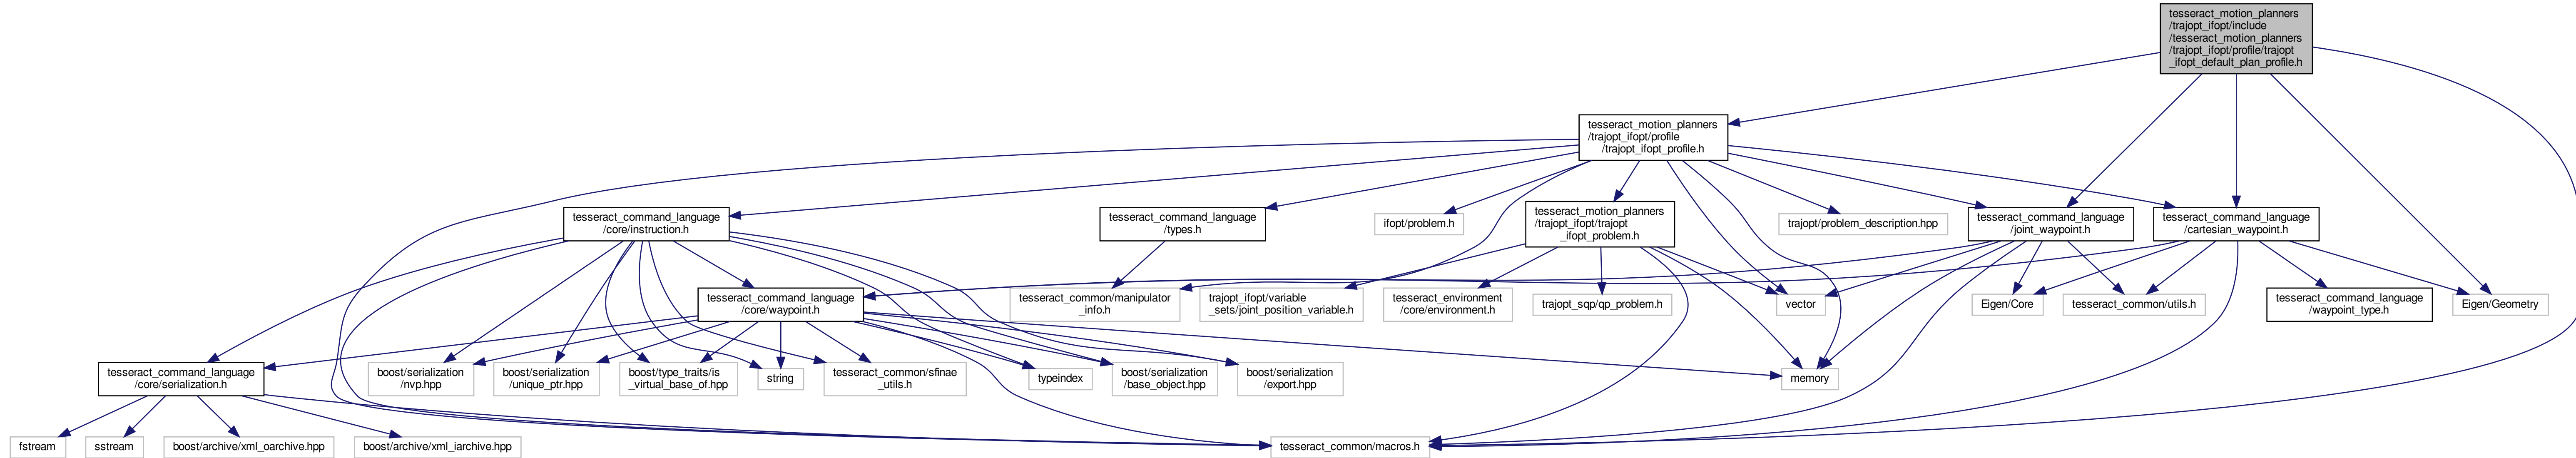 tesseract_motion_planners
/trajopt_ifopt/include
/tesseract_motion_planners
/trajopt_ifopt/profile/trajopt
_ifopt_default_plan_profile.h
tesseract_motion_planners
/trajopt_ifopt/profile
/trajopt_ifopt_profile.h
tesseract_command_language
/core/instruction.h
tesseract_command_language
/types.h
ifopt/problem.h
tesseract_motion_planners
/trajopt_ifopt/trajopt
_ifopt_problem.h
trajopt/problem_description.hpp
tesseract_command_language
/joint_waypoint.h
tesseract_command_language
/cartesian_waypoint.h
tesseract_command_language
/core/waypoint.h
tesseract_common/manipulator
_info.h
trajopt_ifopt/variable
_sets/joint_position_variable.h
tesseract_environment
/core/environment.h
trajopt_sqp/qp_problem.h
vector
Eigen/Core
tesseract_common/utils.h
tesseract_command_language
/waypoint_type.h
Eigen/Geometry
tesseract_command_language
/core/serialization.h
boost/serialization
/nvp.hpp
boost/serialization
/unique_ptr.hpp
boost/type_traits/is
_virtual_base_of.hpp
string
tesseract_common/sfinae
_utils.h
typeindex
boost/serialization
/base_object.hpp
boost/serialization
/export.hpp
memory
fstream
sstream
boost/archive/xml_oarchive.hpp
boost/archive/xml_iarchive.hpp
tesseract_common/macros.h